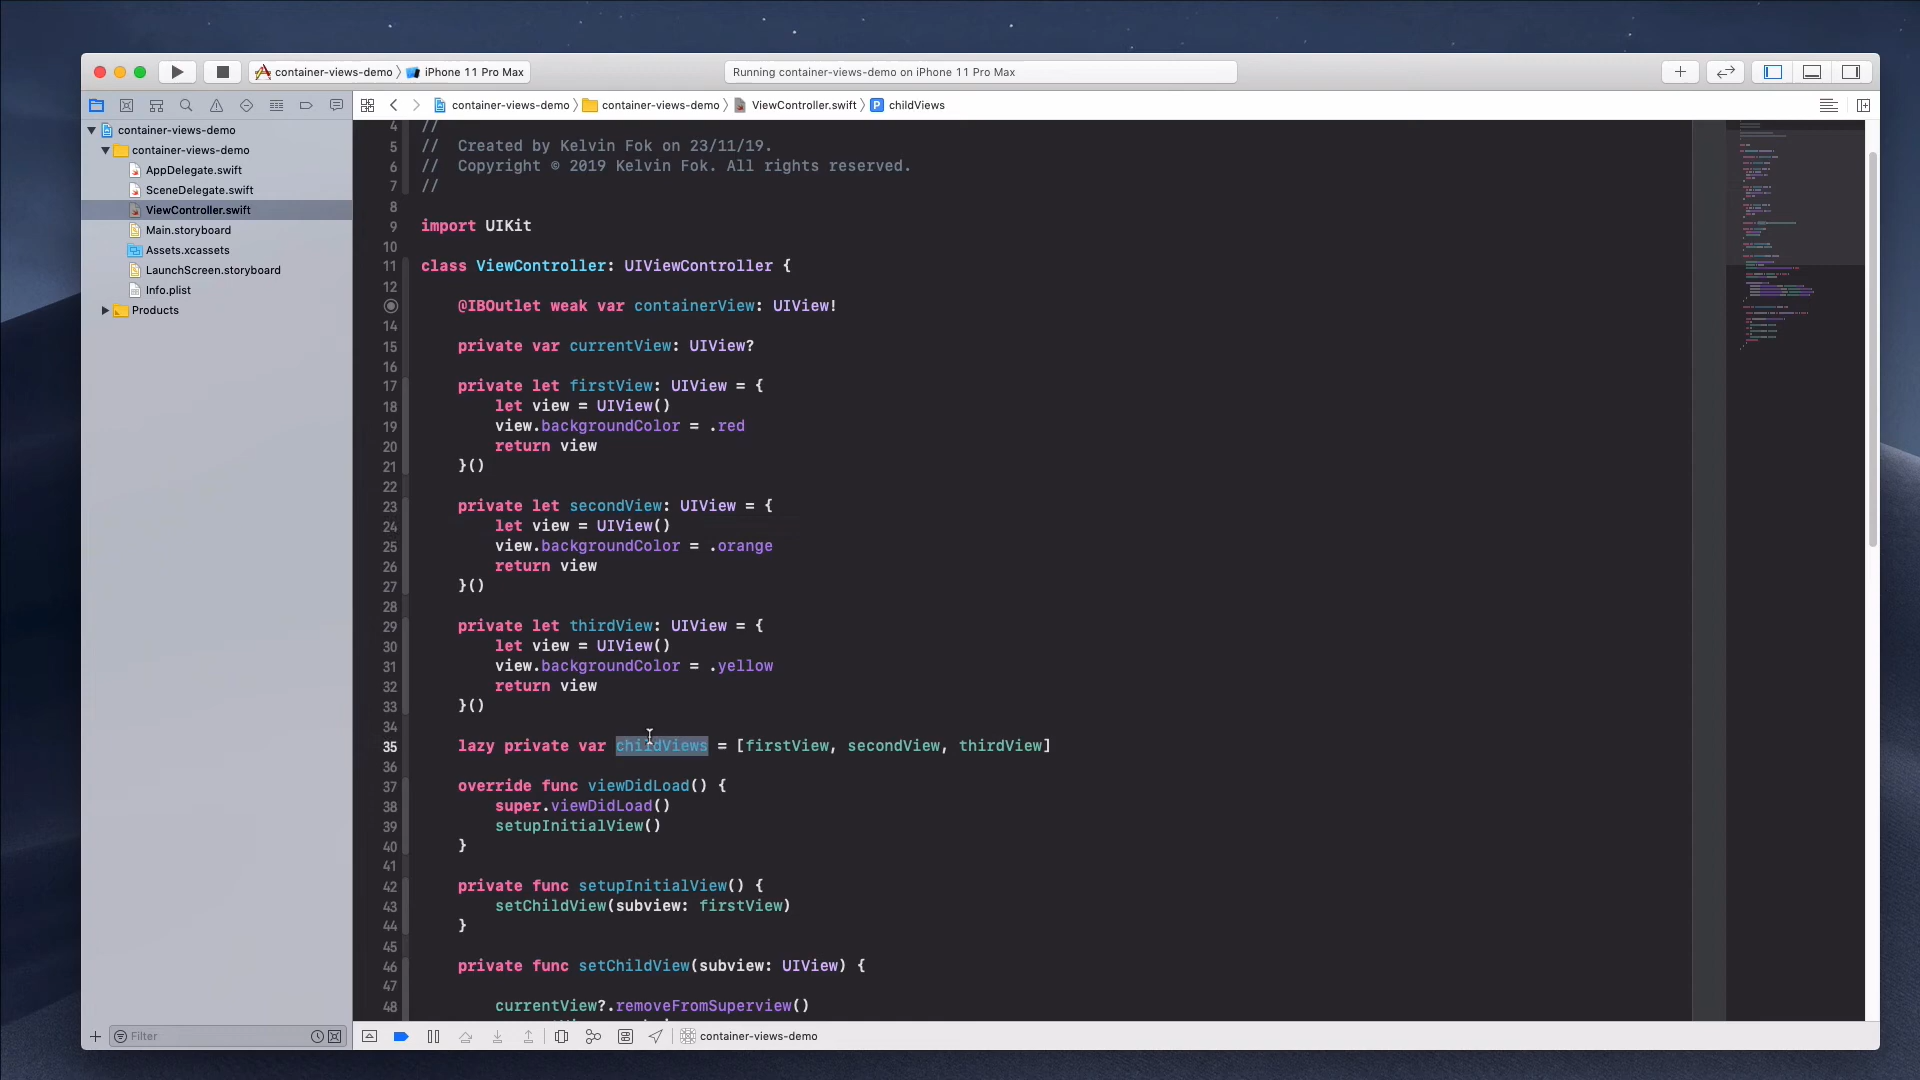 container-views-demo
iPhone 11 Pro Max
Running container-views-demo on iPhone 11 Pro Max
container-views-demo
container-views-demo
ViewController.swift
P
childViews
container-views-demo
container-views-demo
AppDelegate.swift
SceneDelegate.swift
ViewController.swift
Main.storyboard
Assets.xcassets
LaunchScreen.storyboard
Info.plist
Products
4 //
5 // Created by Kelvin Fok on 23/11/19.
6 // Copyright © 2019 Kelvin Fok. All rights reserved.
7 //
8
9 import UIKit
10
11 class ViewController: UIViewController {
12
@IBOutlet weak var containerView: UIView!
14
15 private var currentView: UIView?
16
17 private let firstView: UIView = {
18 let view = UIView()
19 view.backgroundColor = .red
20 return view
21 }()
22
23 private let secondView: UIView = {
24 let view = UIView()
25 view.backgroundColor = .orange
26 return view
27 }()
28
29 private let thirdView: UIView = {
30 let view = UIView()
31 view.backgroundColor = .yellow
32 return view
33 }()
34
35 lazy private var childViews = [firstView, secondView, thirdView]
36
37 override func viewDidLoad() {
38 super.viewDidLoad()
39 setupInitialView()
40 }
41
42 private func setupInitialView() {
43 setChildView(subview: firstView)
44 }
45
46 private func setChildView(subview: UIView) {
47
48 currentView?.removeFromSuperview()
Filter
container-views-demo